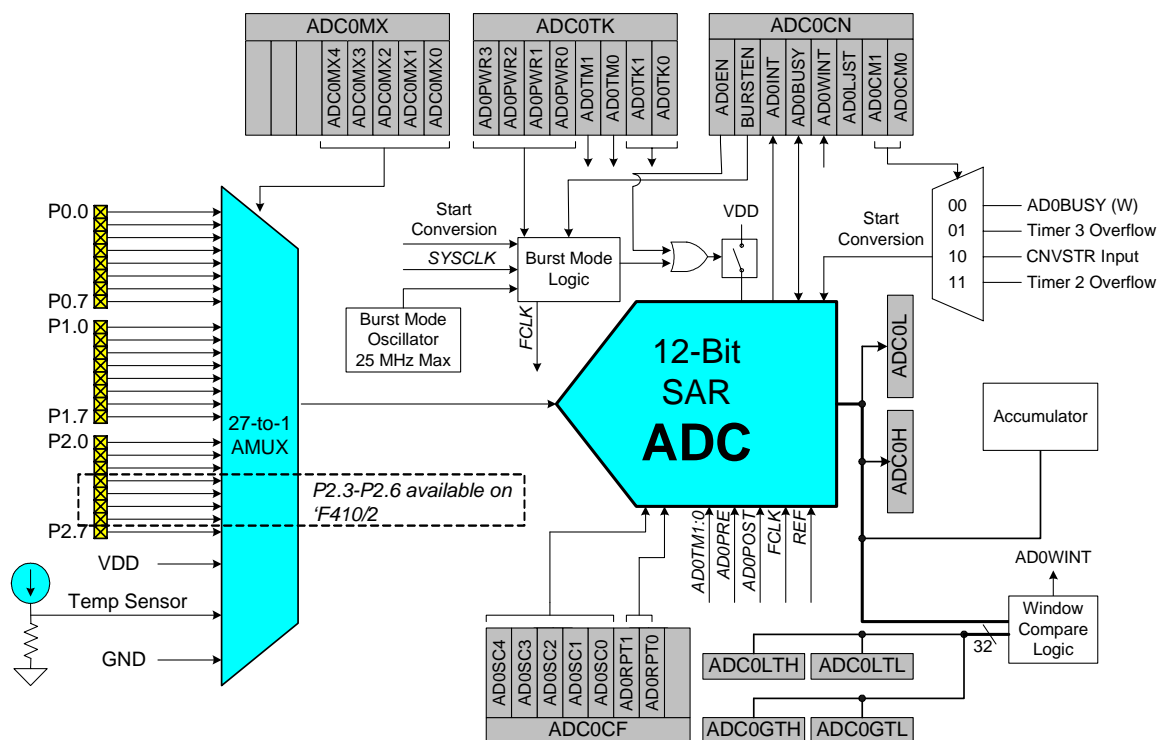 ADC0MX
ADC0MX4
ADC0MX3
ADC0MX2
ADC0MX1
ADC0MX0
ADC0TK
AD0PWR3
AD0PWR2
AD0PWR1
AD0PWR0
AD0TM1
AD0TM0
AD0TK1
AD0TK0
ADC0CN
AD0EN
BURSTEN
AD0INT
AD0BUSY
AD0WINT
AD0LJST
AD0CM1
AD0CM0
P0.0
P0.7
P1.0
P1.7
P2.0
P2.7
VDD
Temp Sensor
GND
27-to-1
AMUX
P2.3-P2.6 available on
‘F410/2
Start
Conversion
SYSCLK
Burst Mode
Logic
Burst Mode
Oscillator
25 MHz Max
FCLK
VDD
Start
Conversion
00
01
10
11
AD0BUSY (W)
Timer 3 Overflow
CNVSTR Input
Timer 2 Overflow
12-Bit
SAR
ADC
ADC0L
ADC0H
Accumulator
AD0WINT
Window
Compare
Logic
32
AD0TM1:0
AD0PRE
AD0POST
FCLK
REF
AD0SC4
AD0SC3
AD0SC2
AD0SC1
AD0SC0
AD0RPT1
AD0RPT0
ADC0CF
ADC0LTH
ADC0LTL
ADC0GTH
ADC0GTL